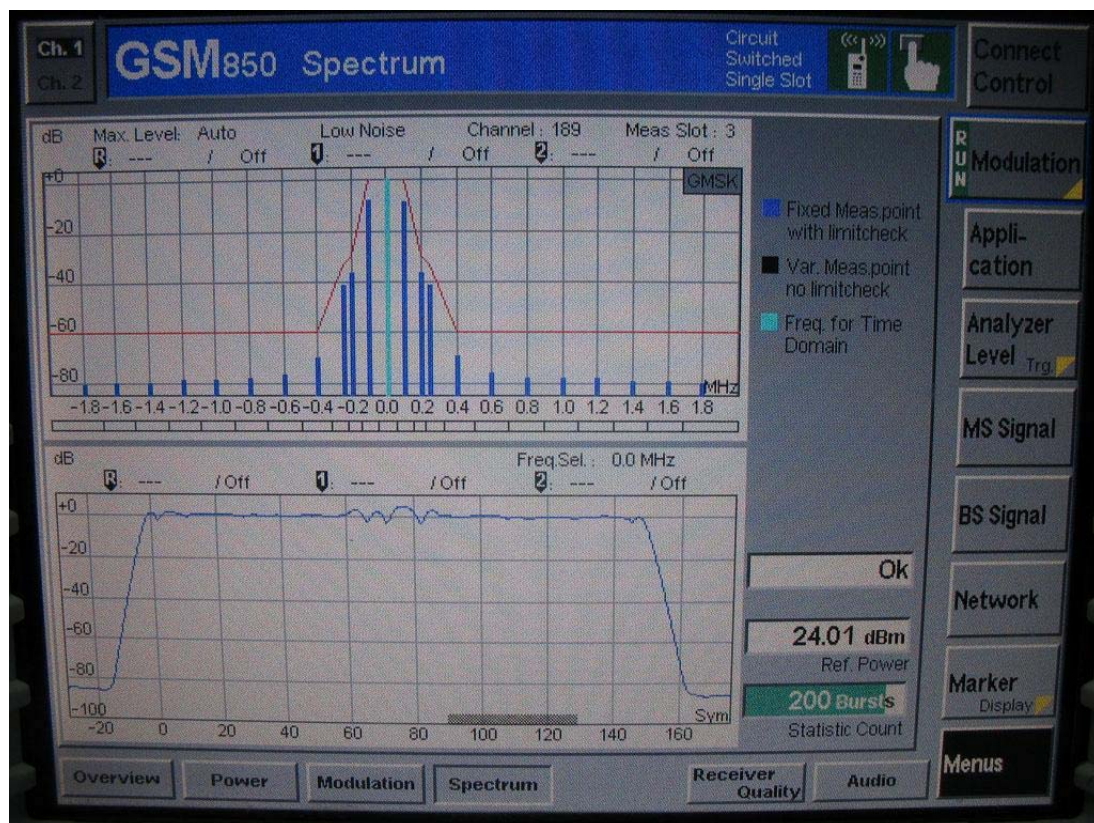 Ch. 1
Ch. 2
GSM850 Spectrum
Circuit
Switched
Single Slot
Connect
Control
dB Max. Level: Auto Low Noise Channel : 189 Meas Slot : 3
R: --- / Off 1: --- / Off 2: --- / Off
+0
GMSK
-20
-40
-60
-80
MHz
-1.8 -1.6 -1.4 -1.2 -1.0 -0.8 -0.6 -0.4 -0.2 0.0 0.2 0.4 0.6 0.8 1.0 1.2 1.4 1.6 1.8
Fixed Meas.point
with limitcheck
Var. Meas.point
no limitcheck
Freq. for Time
Domain
dB Freq.Sel. : 0.0 MHz
R: --- / Off 1: --- / Off 2: --- / Off
+0
-20
-40
-60
-80
-100
Sym
-20 0 20 40 60 80 100 120 140 160
Ok
24.01 dBm
Ref. Power
200 Bursts
Statistic Count
RUN
Modulation
Appli-
cation
Analyzer
Level Trg.
MS Signal
BS Signal
Network
Marker
Display
Menus
Overview Power Modulation Spectrum Receiver Quality Audio